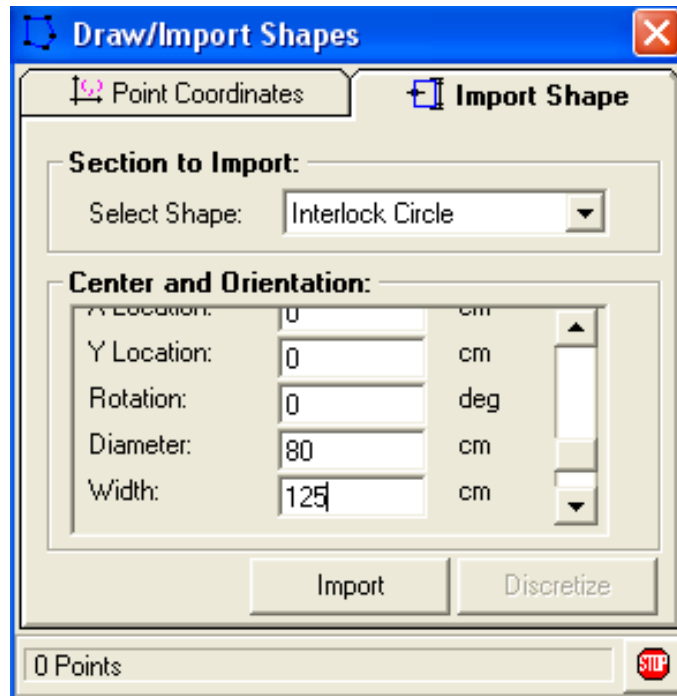 Draw/Import Shapes
Point Coordinates Import Shape
Section to Import:
Select Shape: Interlock Circle
Center and Orientation:
X Location: 0 cm
Y Location: 0 cm
Rotation: 0 deg
Diameter: 80 cm
Width: 125 cm
Import Discretize
0 Points STOP